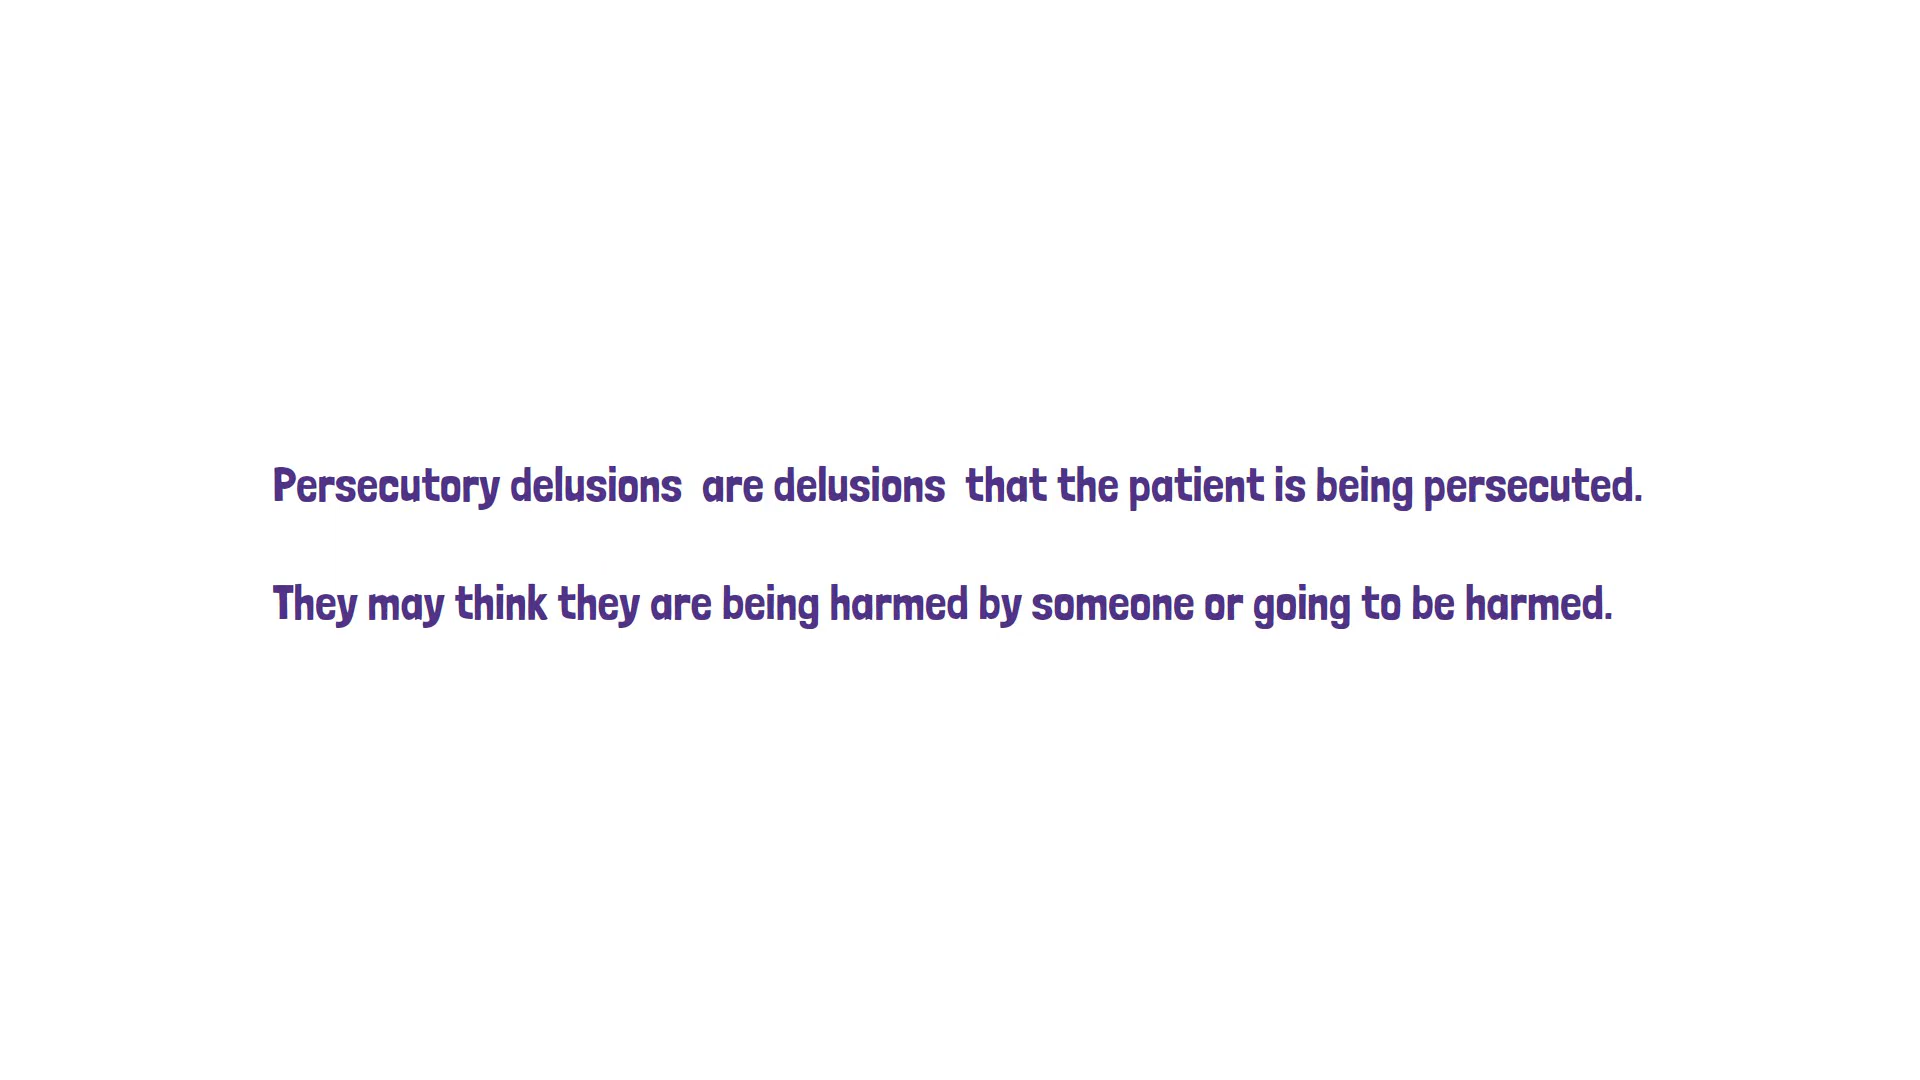 Persecutory delusions  are delusions  that the patient is being persecuted.
They may think they are being harmed by someone or going to be harmed.